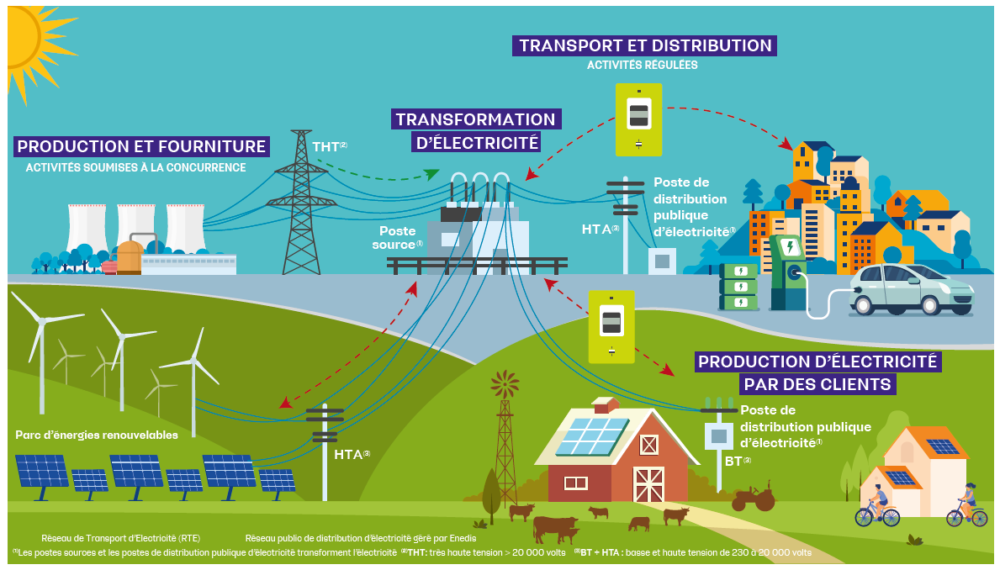 TRANSPORT ET DISTRIBUTION
ACTIVITÉS RÉGULÉES
TRANSFORMATION
D'ÉLECTRICITÉ
PRODUCTION ET FOURNITURE
ACTIVITÉS SOUMISES À LA CONCURRENCE
THT(2)
Poste
source(1)
HTA(3)
Poste de
distribution
publique
d'électricité(1)
PRODUCTION D'ÉLECTRICITÉ
PAR DES CLIENTS
Poste de
distribution publique
d'électricité(1)
BT(3)
Parc d'énergies renouvelables
HTA(3)
Réseau de Transport d'Electricité (RTE)
Réseau public de distribution d'électricité géré par Enedis
(1)Les postes sources et les postes de distribution publique d'électricité transforment l'électricité (2)THT: très haute tension > 20 000 volts (3)BT + HTA : basse et haute tension de 230 à 20 000 volts